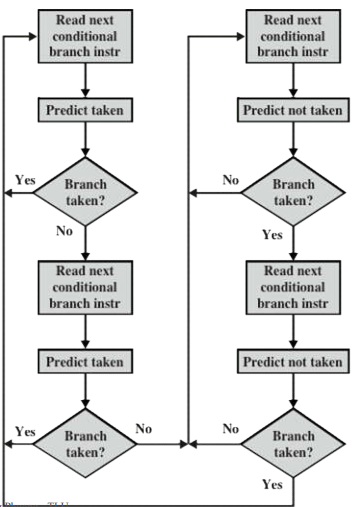 Read next
conditional
branch instr
Predict taken
Yes
Branch
taken?
No
Read next
conditional
branch instr
Predict taken
Yes
Branch
taken?
No
Read next
conditional
branch instr
Predict not taken
No
Branch
taken?
Yes
Read next
conditional
branch instr
Predict not taken
No
Branch
taken?
Yes